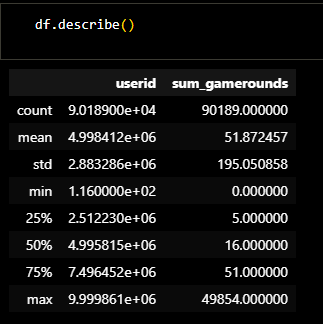 df.describe()
userid sum_gamerounds
count 9.018900e+04 90189.000000
mean 4.998412e+06 51.872457
std 2.883286e+06 195.050858
min 1.160000e+02 0.000000
25% 2.512230e+06 5.000000
50% 4.995815e+06 16.000000
75% 7.496452e+06 51.000000
max 9.999861e+06 49854.000000